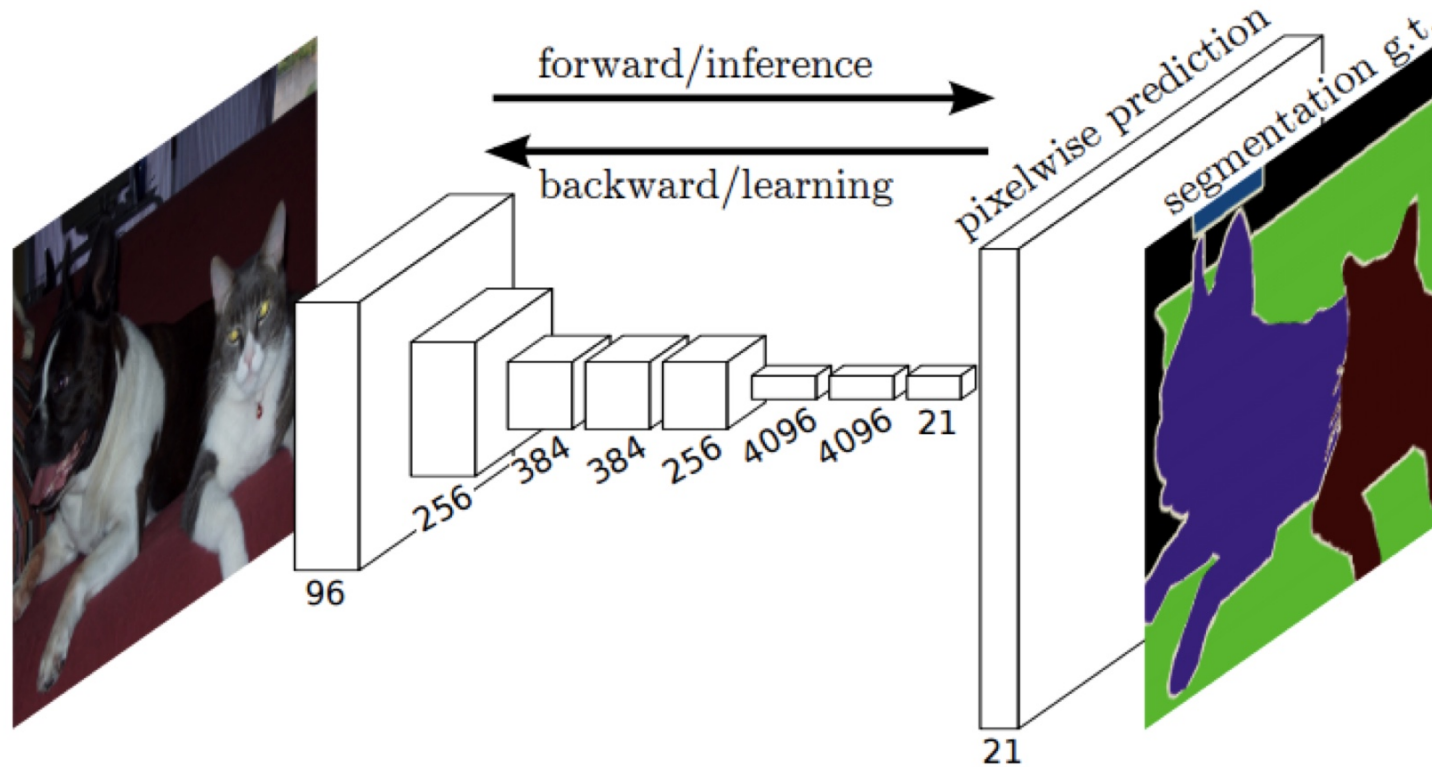 forward/inference
backward/learning
pixelwise prediction
segmentation g.t.
96
256
384
384
256
4096
4096
21
21